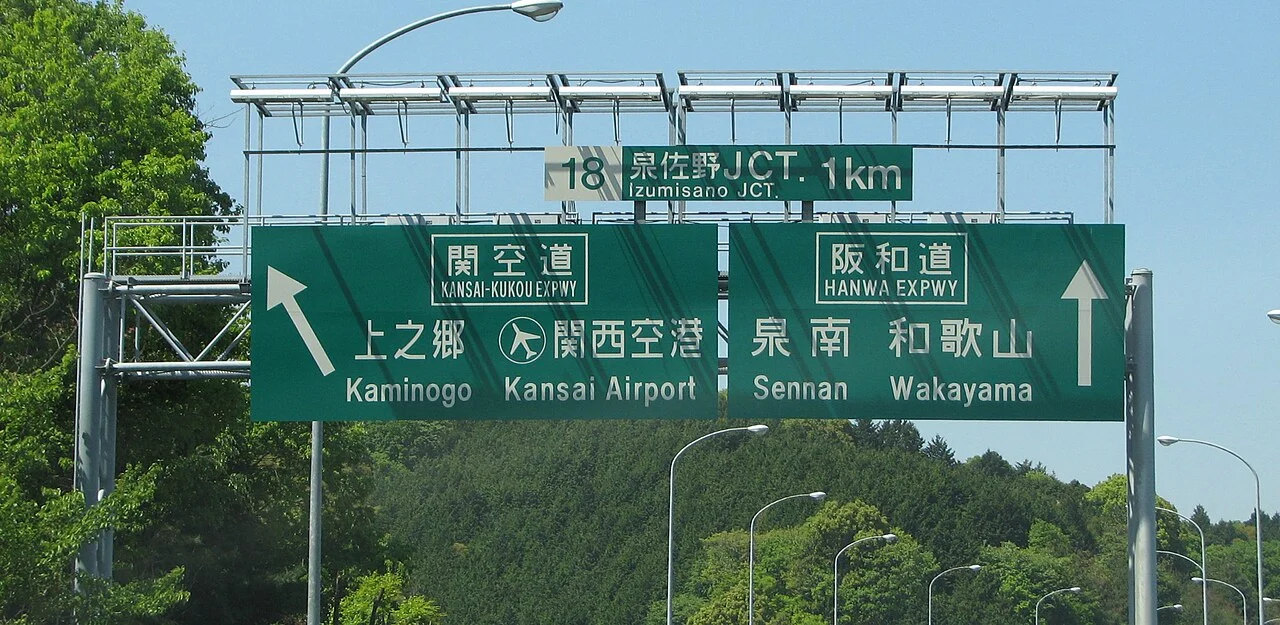 18 泉佐野JCT. 1km
Izumisano JCT.
関空道
KANSAI-KUKOU EXPWY
上之郷 関西空港
Kaminogo Kansai Airport
阪和道
HANWA EXPWY
泉南 和歌山
Sennan Wakayama